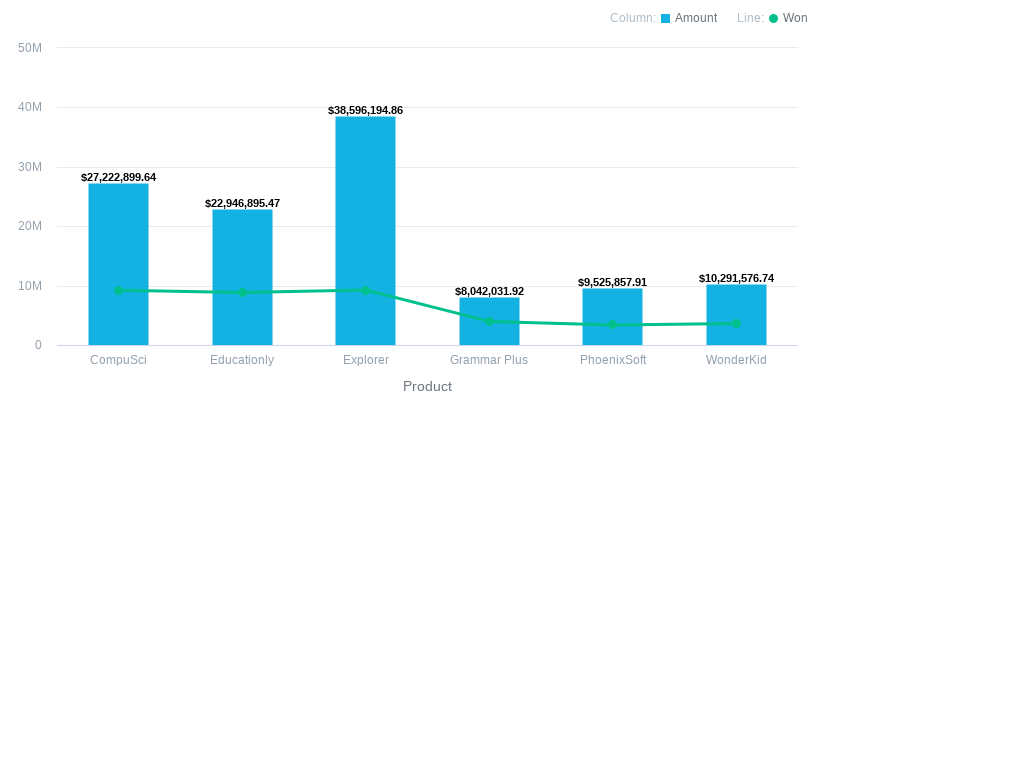 Column: Amount Line: Won
50M
40M
30M
20M
10M
0
$27,222,899.64
$22,946,895.47
$38,596,194.86
$8,042,031.92
$9,525,857.91
$10,291,576.74
CompuSci Educationly Explorer Grammar Plus PhoenixSoft WonderKid
Product